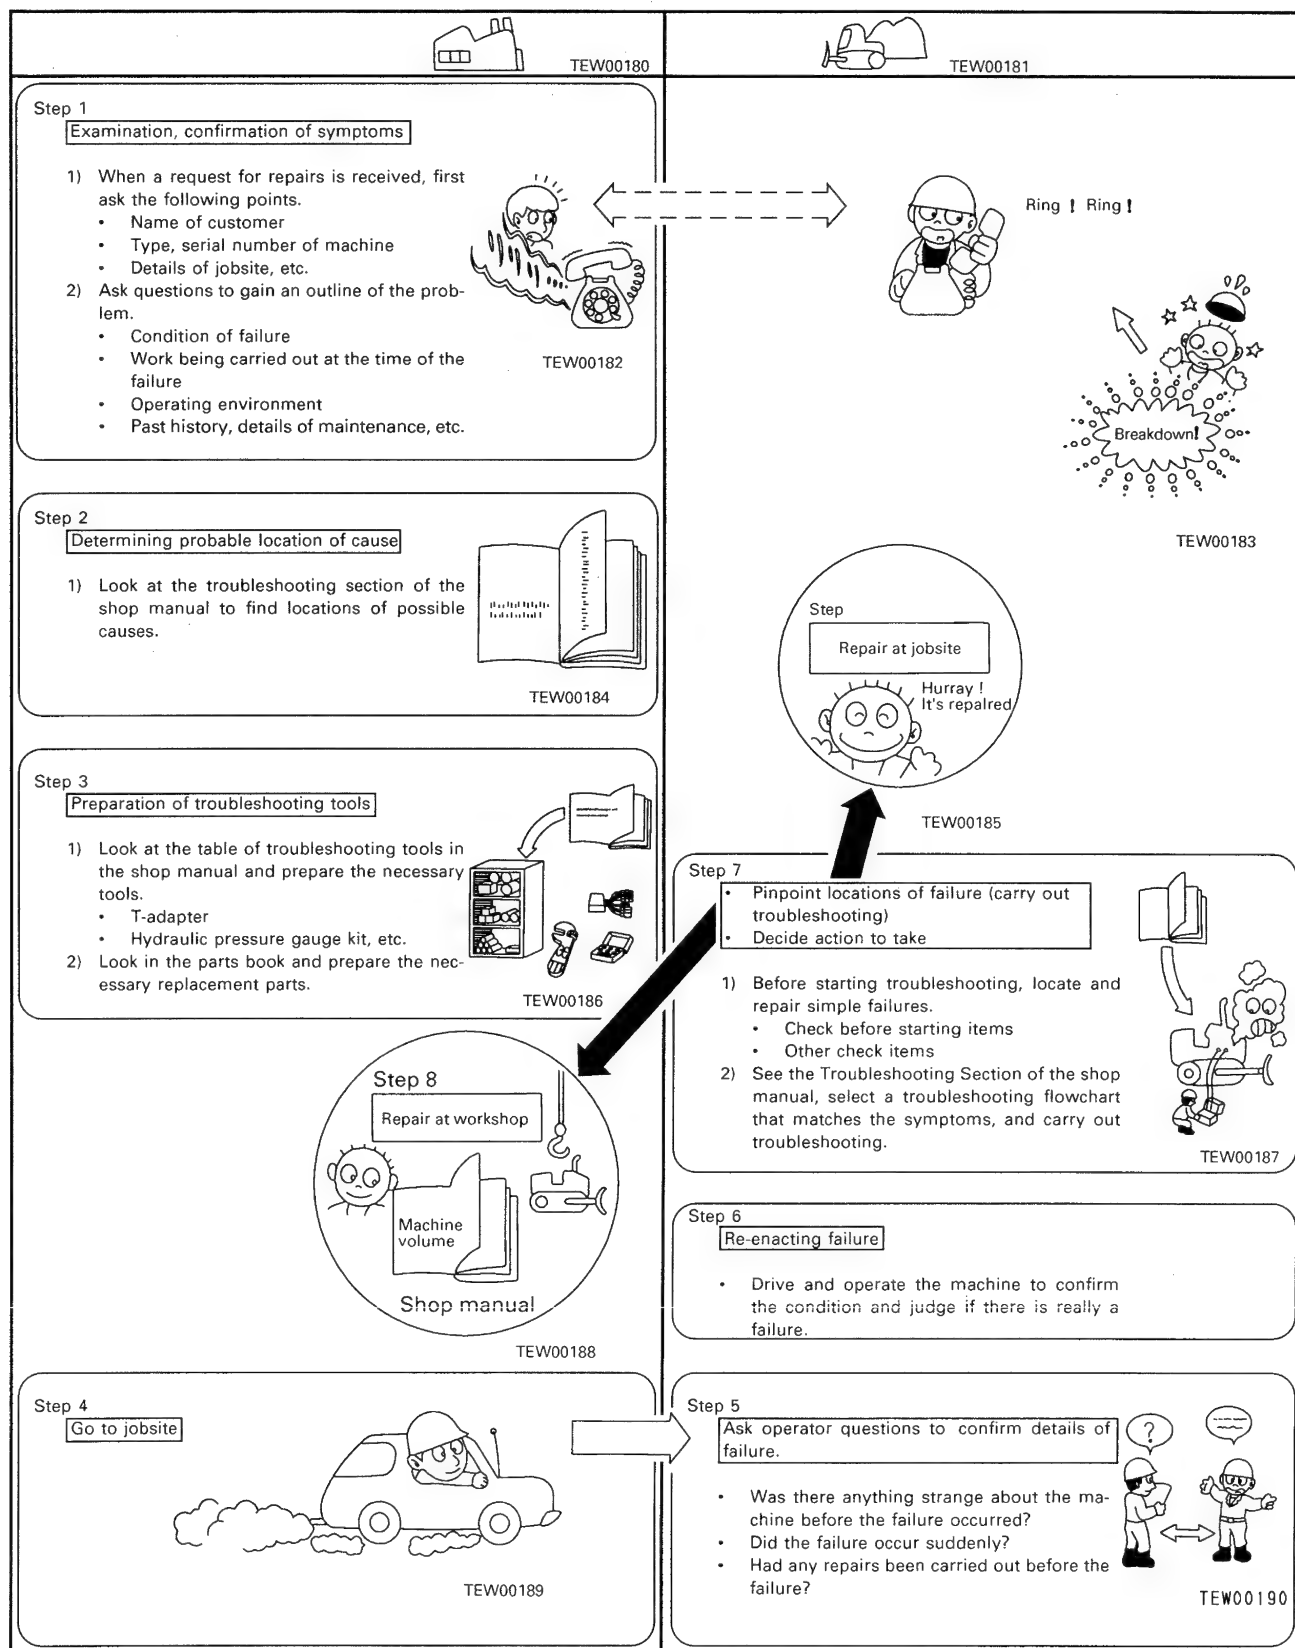 TEW00180
TEW00181
Step 1
Examination, confirmation of symptoms
1) When a request for repairs is received, first
ask the following points.
• Name of customer
• Type, serial number of machine
• Details of jobsite, etc.
2) Ask questions to gain an outline of the prob-
lem.
• Condition of failure
• Work being carried out at the time of the
failure
• Operating environment
• Past history, details of maintenance, etc.
TEW00182
Ring ! Ring !
Breakdown!
TEW00183
Step 2
Determining probable location of cause
1) Look at the troubleshooting section of the
shop manual to find locations of possible
causes.
TEW00184
Step
Repair at jobsite
Hurray !
It's repaired
TEW00185
Step 3
Preparation of troubleshooting tools
1) Look at the table of troubleshooting tools in
the shop manual and prepare the necessary
tools.
• T-adapter
• Hydraulic pressure gauge kit, etc.
2) Look in the parts book and prepare the nec-
essary replacement parts.
TEW00186
Step 7
• Pinpoint locations of failure (carry out
troubleshooting)
• Decide action to take
1) Before starting troubleshooting, locate and
repair simple failures.
• Check before starting items
• Other check items
2) See the Troubleshooting Section of the shop
manual, select a troubleshooting flowchart
that matches the symptoms, and carry out
troubleshooting.
TEW00187
Step 8
Repair at workshop
Machine
volume
Shop manual
TEW00188
Step 6
Re-enacting failure
• Drive and operate the machine to confirm
the condition and judge if there is really a
failure.
Step 4
Go to jobsite
TEW00189
Step 5
Ask operator questions to confirm details of
failure.
?
• Was there anything strange about the ma-
chine before the failure occurred?
• Did the failure occur suddenly?
• Had any repairs been carried out before the
failure?
TEW00190